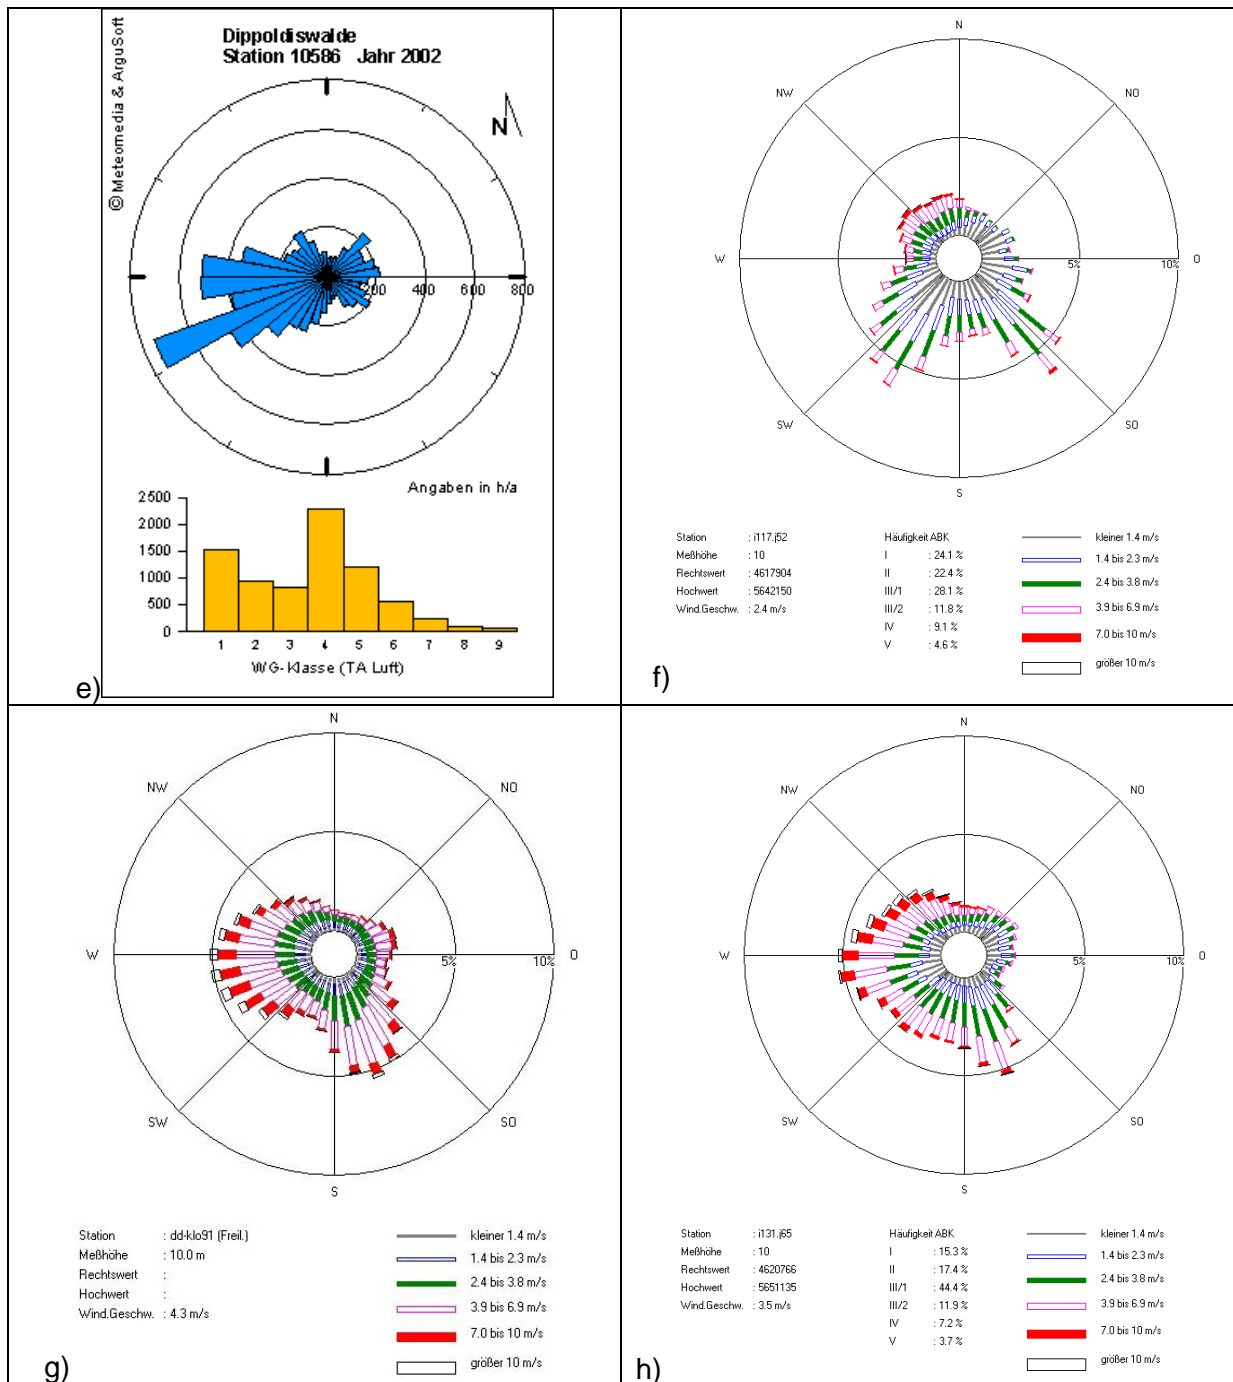 © Meteomedia & ArguSoft
Dippoldiswalde
Station 10586 Jahr 2002
N
200 400 600 800
Angaben in h/a
2500
2000
1500
1000
500
0
1 2 3 4 5 6 7 8 9
WG-Klasse (TA Luft)
e)
N
NW NO
W 5% 10% O
SW SO
S
Station : i117.j52
Meßhöhe : 10
Rechtswert : 4617904
Hochwert : 5642150
Wind.Geschw. : 2.4 m/s
Häufigkeit ABK
I : 24.1 %
II : 22.4 %
III/1 : 28.1 %
III/2 : 11.8 %
IV : 9.1 %
V : 4.6 %
kleiner 1.4 m/s
1.4 bis 2.3 m/s
2.4 bis 3.8 m/s
3.9 bis 6.9 m/s
7.0 bis 10 m/s
größer 10 m/s
f)
N
NW NO
W 5% 10% O
SW SO
S
Station : dd-klo91 (Freil.)
Meßhöhe : 10.0 m
Rechtswert :
Hochwert :
Wind.Geschw. : 4.3 m/s
kleiner 1.4 m/s
1.4 bis 2.3 m/s
2.4 bis 3.8 m/s
3.9 bis 6.9 m/s
7.0 bis 10 m/s
größer 10 m/s
g)
N
NW NO
W 5% 10% O
SW SO
S
Station : i131.j65
Meßhöhe : 10
Rechtswert : 4620766
Hochwert : 5651135
Wind.Geschw. : 3.5 m/s
Häufigkeit ABK
I : 15.3 %
II : 17.4 %
III/1 : 44.4 %
III/2 : 11.9 %
IV : 7.2 %
V : 3.7 %
kleiner 1.4 m/s
1.4 bis 2.3 m/s
2.4 bis 3.8 m/s
3.9 bis 6.9 m/s
7.0 bis 10 m/s
größer 10 m/s
h)